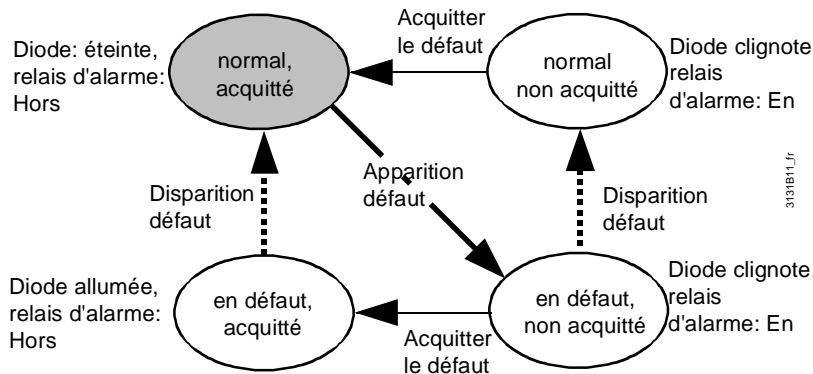 Diode: éteinte,
relais d'alarme:
Hors
normal,
acquitté
Acquitter
le défaut
normal
non acquitté
Diode clignote
relais
d'alarme: En
Disparition
défaut
Apparition
défaut
Disparition
défaut
3131B11_fr
Diode allumée,
relais d'alarme:
Hors
en défaut,
acquitté
Acquitter
le défaut
en défaut,
non acquitté
Diode clignote,
relais
d'alarme: En